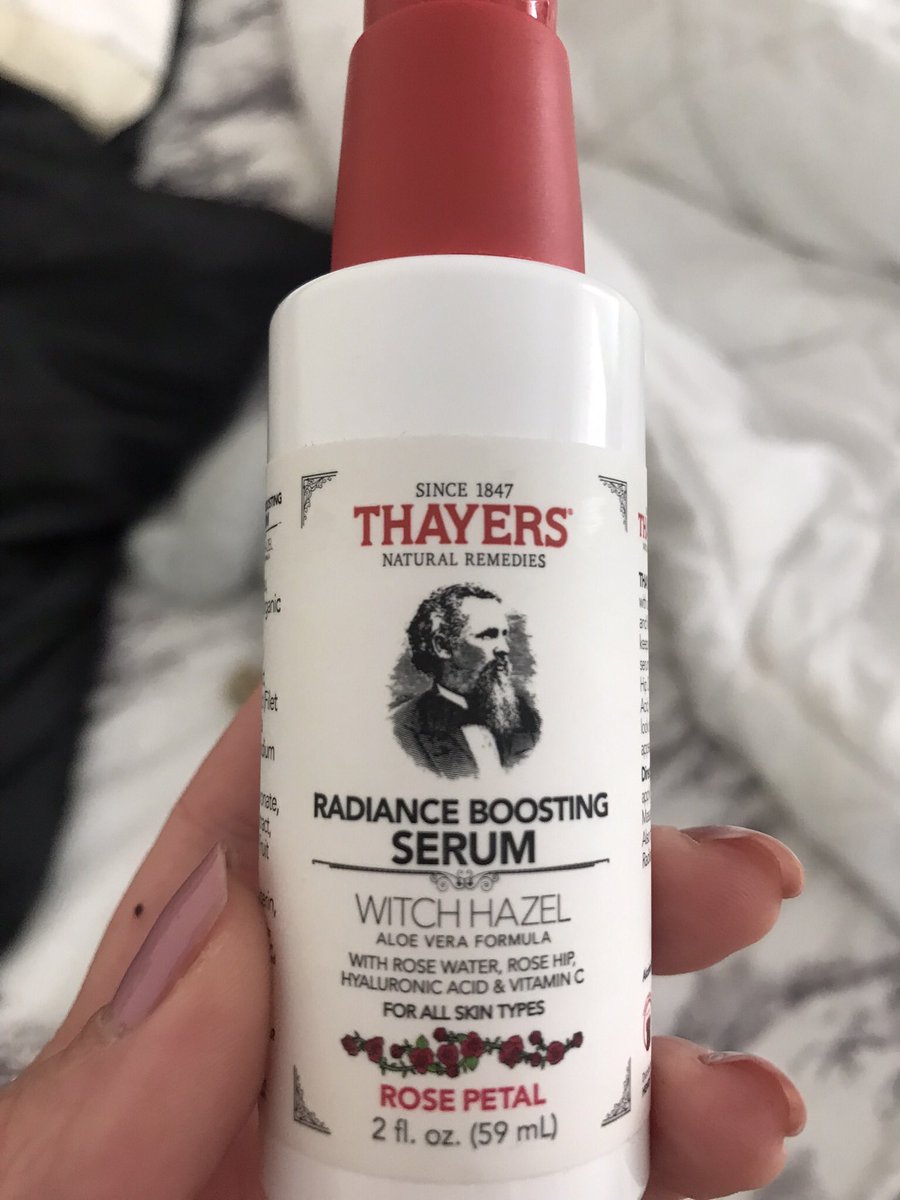 SINCE 1847
THAYERS®
NATURAL REMEDIES
RADIANCE BOOSTING
SERUM
WITCH HAZEL
ALOE VERA FORMULA
WITH ROSE WATER, ROSE HIP,
HYALURONIC ACID & VITAMIN C
FOR ALL SKIN TYPES
ROSE PETAL
2 fl. oz. (59 mL)